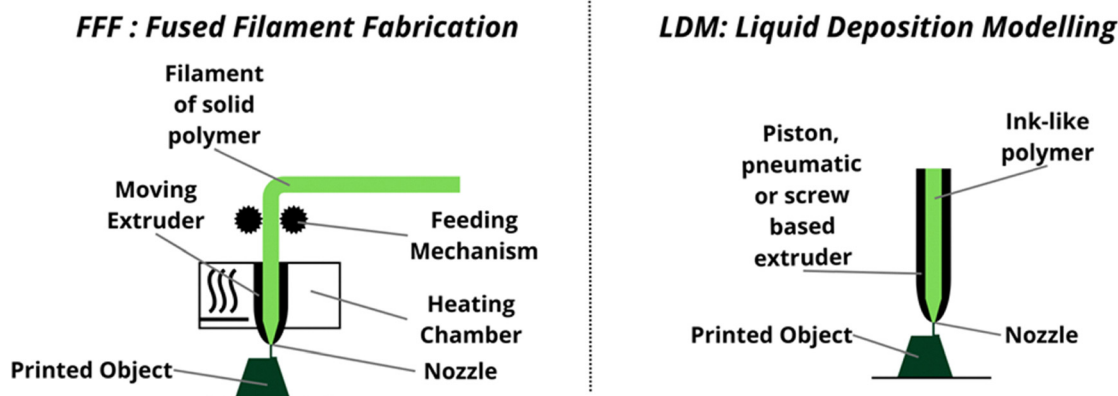 FFF : Fused Filament Fabrication
Filament
of solid
polymer
Moving
Extruder
Feeding
Mechanism
Heating
Chamber
Printed Object
Nozzle
LDM: Liquid Deposition Modelling
Piston,
pneumatic
or screw
based
extruder
Ink-like
polymer
Printed Object
Nozzle